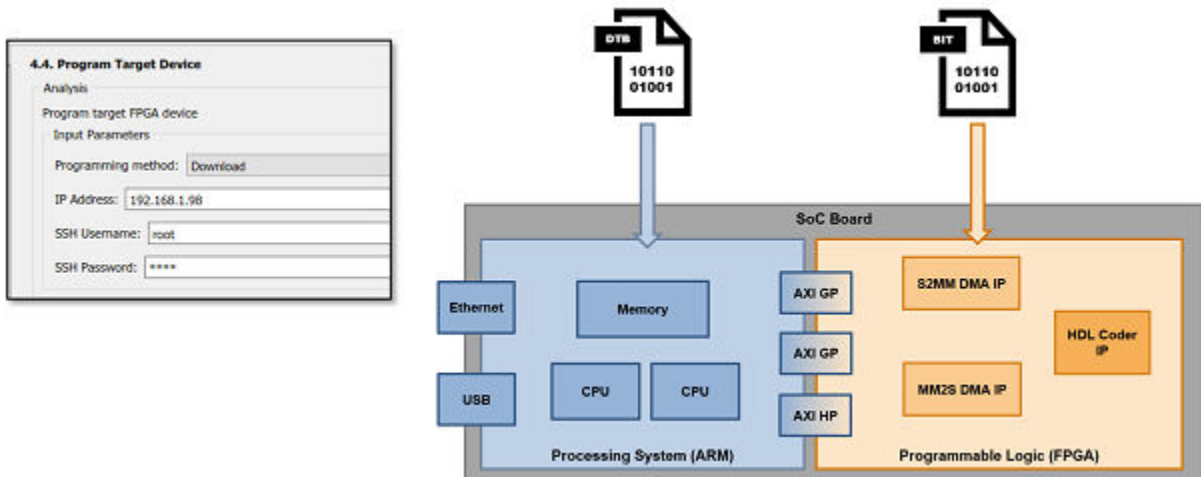 4.4. Program Target Device
Analysis
Program target FPGA device
Input Parameters
Programming method: Download
IP Address: 192.168.1.98
SSH Username: root
SSH Password: ****
DTB
10110
01001
BIT
10110
01001
SoC Board
Ethernet
USB
Memory
CPU
CPU
Processing System (ARM)
AXI GP
AXI GP
AXI HP
S2MM DMA IP
MM2S DMA IP
HDL Coder
IP
Programmable Logic (FPGA)